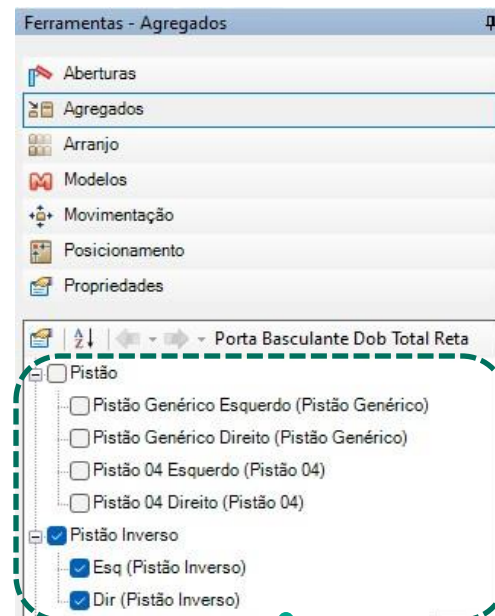 Ferramentas - Agregados
Aberturas
Agregados
Arranjo
Modelos
Movimentação
Posicionamento
Propriedades
Porta Basculante Dob Total Reta
Pistão
Pistão Genérico Esquerdo (Pistão Genérico)
Pistão Genérico Direito (Pistão Genérico)
Pistão 04 Esquerdo (Pistão 04)
Pistão 04 Direito (Pistão 04)
Pistão Inverso
Esq (Pistão Inverso)
Dir (Pistão Inverso)